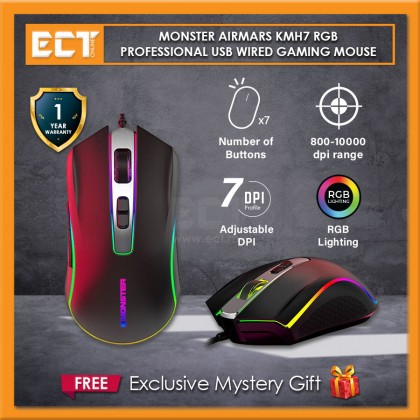 ECT
ONLINE
MONSTER AIRMARS KMH7 RGB
PROFESSIONAL USB WIRED GAMING MOUSE
1
YEAR
WARRANTY
x7
Number of
Buttons
800-10000
dpi range
7 DPI
Profile
Adjustable
DPI
RGB
LIGHTING
RGB
Lighting
MONSTER
FREE Exclusive Mystery Gift